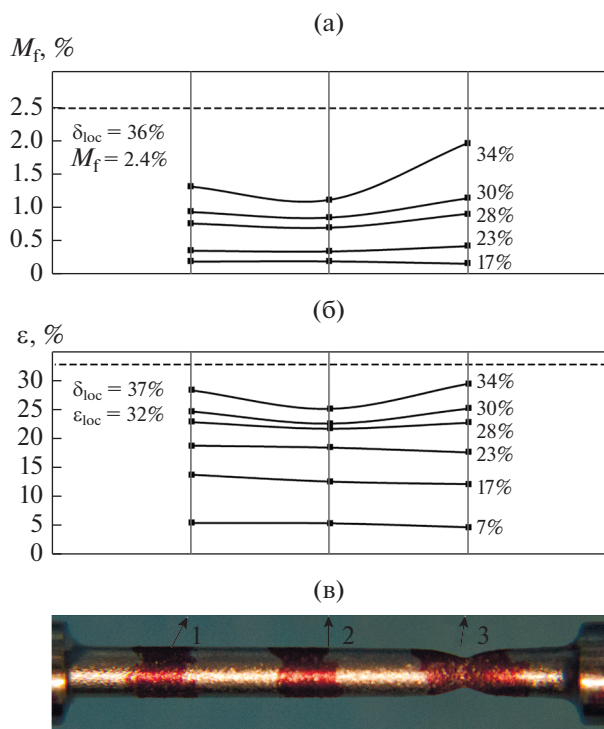 (а)
M_f, %
2.5
2.0
1.5
1.0
0.5
0
δ_loc = 36%
M_f = 2.4%
34%
30%
28%
23%
17%
(б)
ε, %
30
25
20
15
10
5
0
δ_loc = 37%
ε_loc = 32%
34%
30%
28%
23%
17%
7%
(в)
1 2 3